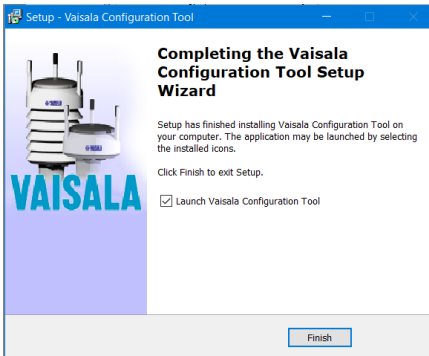 Setup - Vaisala Configuration Tool
Completing the Vaisala
Configuration Tool Setup
Wizard
Setup has finished installing Vaisala Configuration Tool on
your computer. The application may be launched by selecting
the installed icons.
Click Finish to exit Setup.
VAISALA
Launch Vaisala Configuration Tool
Finish